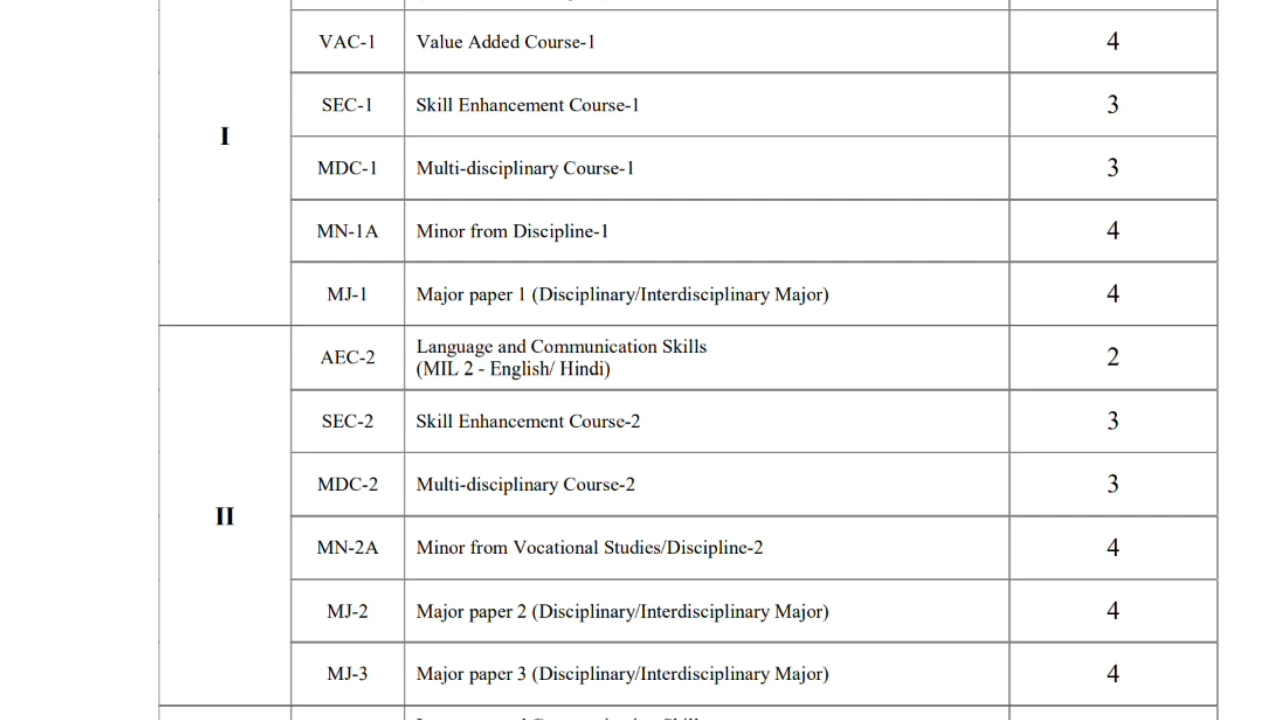 VAC-1 Value Added Course-1 4
SEC-1 Skill Enhancement Course-1 3
I
MDC-1 Multi-disciplinary Course-1 3
MN-1A Minor from Discipline-1 4
MJ-1 Major paper 1 (Disciplinary/Interdisciplinary Major) 4
AEC-2 Language and Communication Skills
(MIL 2 - English/ Hindi) 2
SEC-2 Skill Enhancement Course-2 3
MDC-2 Multi-disciplinary Course-2 3
II
MN-2A Minor from Vocational Studies/Discipline-2 4
MJ-2 Major paper 2 (Disciplinary/Interdisciplinary Major) 4
MJ-3 Major paper 3 (Disciplinary/Interdisciplinary Major) 4